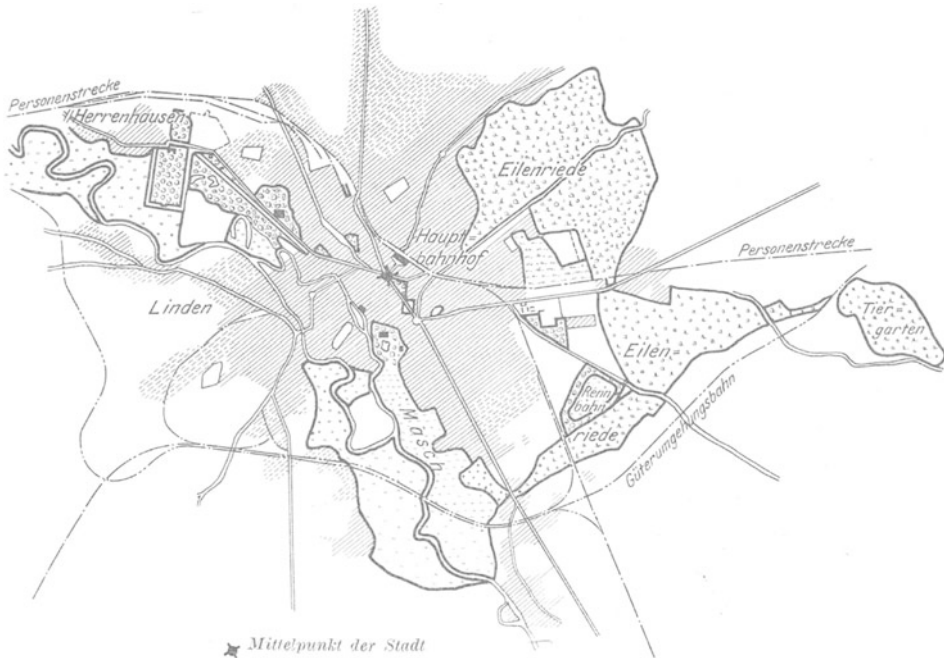 Personenstrecke
Herrenhausen
Eilenriede
Haupt=
bahnhof
Personenstrecke
Linden
Tier=
garten
Eilen=
Renn
bahn
riede
Masch
Güterumgehungsbahn
Mittelpunkt der Stadt